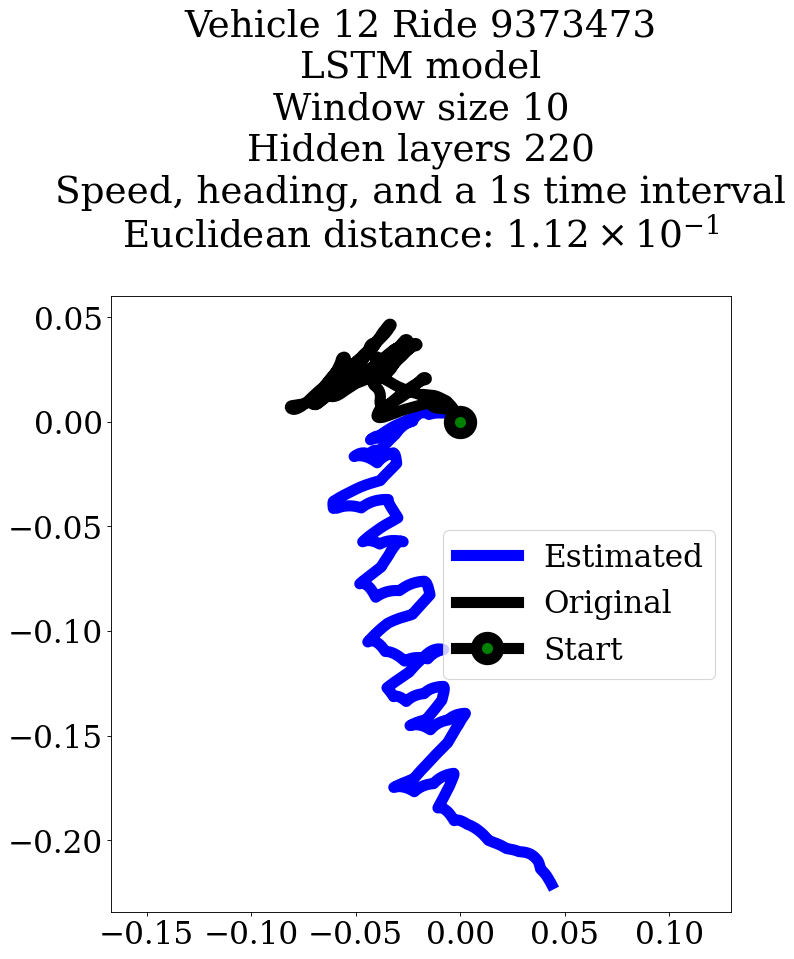 Vehicle 12 Ride 9373473
LSTM model
Window size 10
Hidden layers 220
Speed, heading, and a 1s time interval
Euclidean distance: 1.12 × 10⁻¹
0.05
0.00
−0.05
−0.10
−0.15
−0.20
Estimated
Original
Start
−0.15 −0.10 −0.05 0.00 0.05 0.10